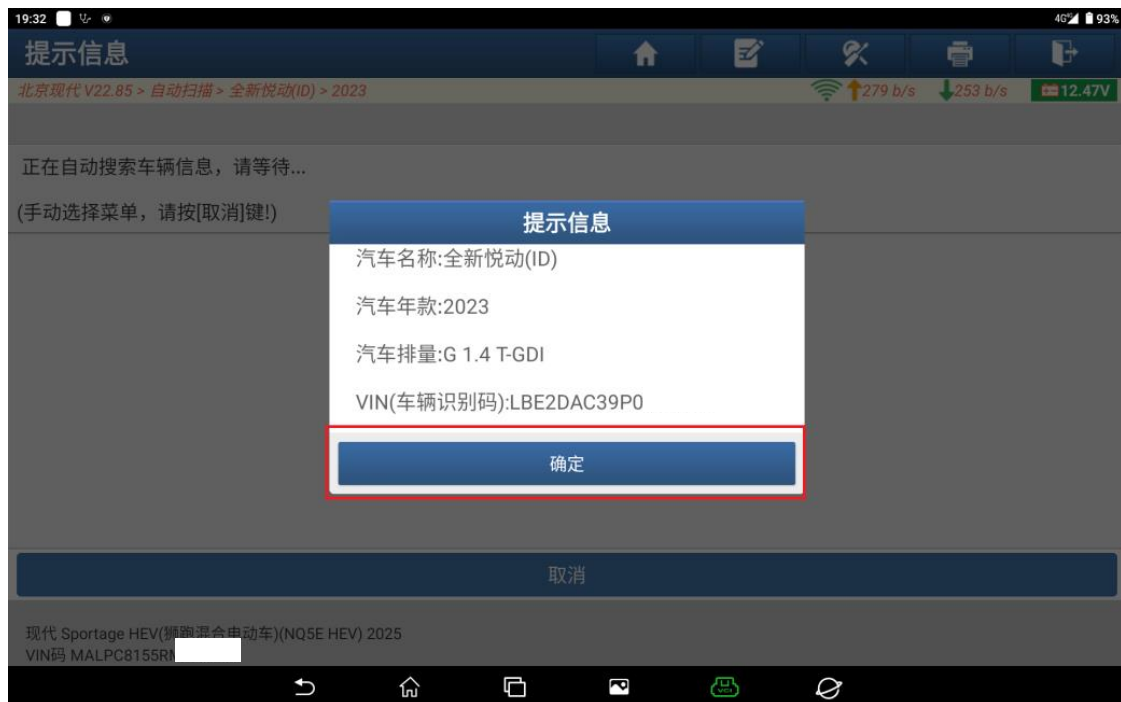 19:32
4G 93%
提示信息
北京现代 V22.85 > 自动扫描 > 全新悦动(ID) > 2023
279 b/s 253 b/s 12.47V
正在自动搜索车辆信息，请等待...
(手动选择菜单，请按[取消]键!)
提示信息
汽车名称:全新悦动(ID)
汽车年款:2023
汽车排量:G 1.4 T-GDI
VIN(车辆识别码):LBE2DAC39P0
确定
取消
现代 Sportage HEV(狮跑混合电动车)(NQ5E HEV) 2025
VIN码 MALPC8155R
VCI